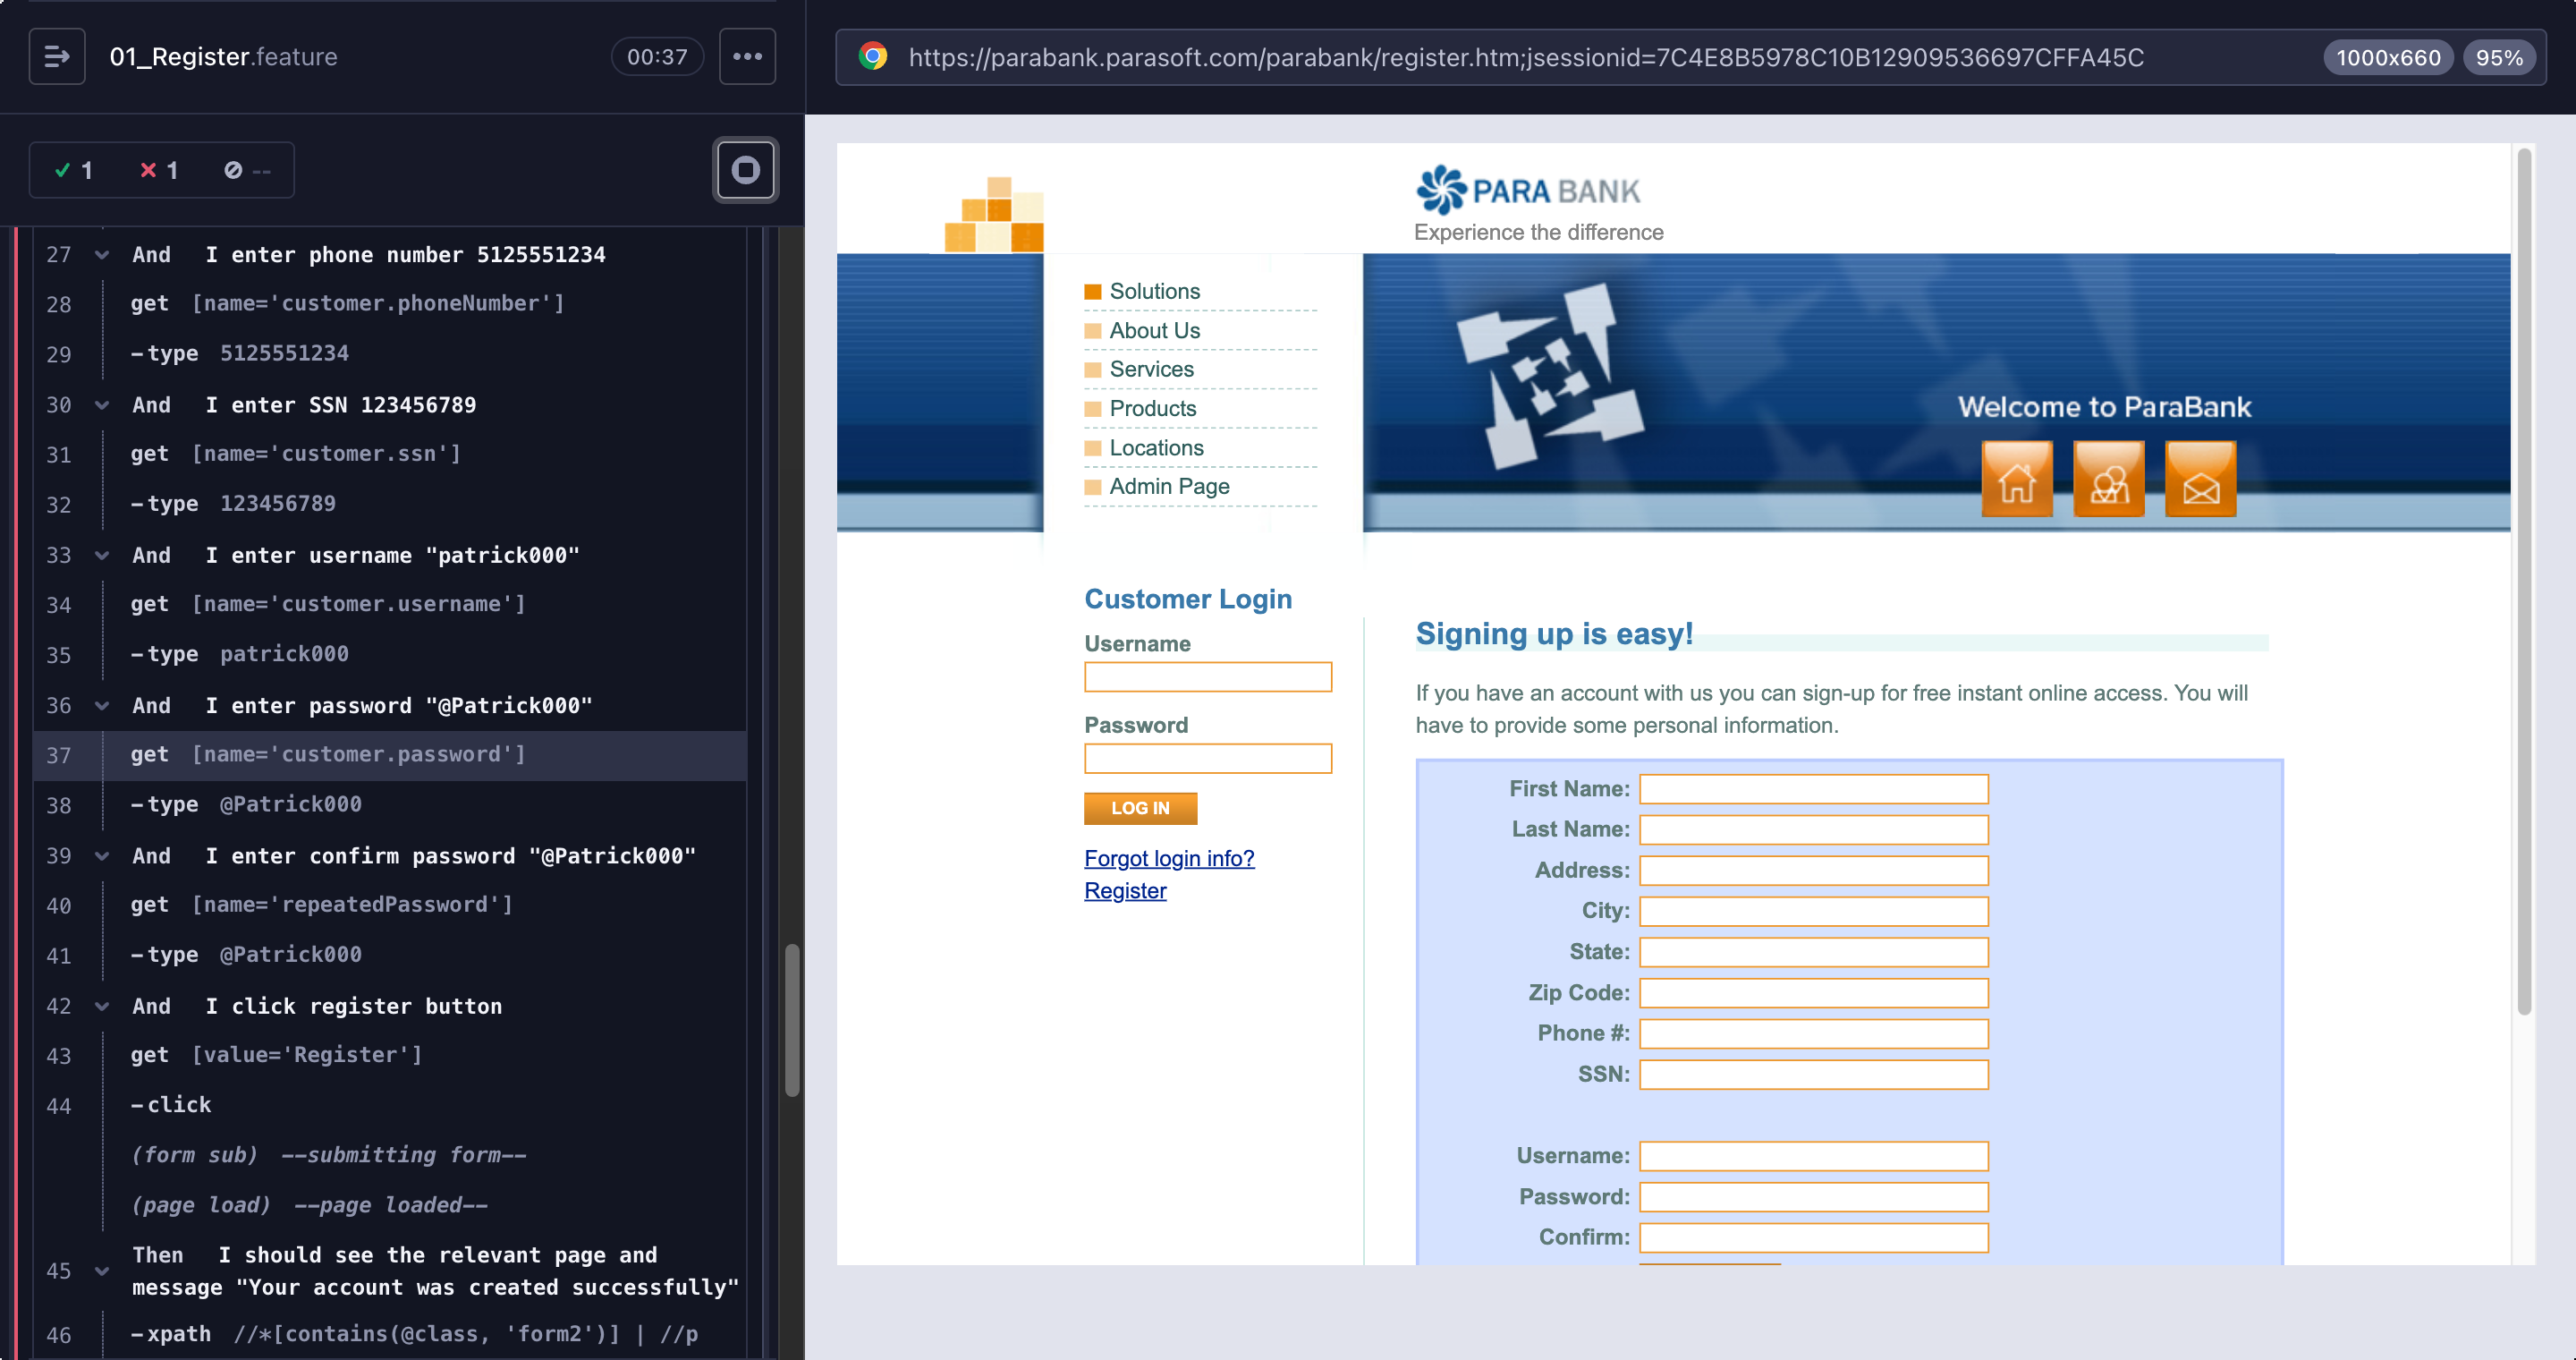 01_Register.feature
00:37
1
1
--
27 And I enter phone number 5125551234
28 get [name='customer.phoneNumber']
29 -type 5125551234
30 And I enter SSN 123456789
31 get [name='customer.ssn']
32 -type 123456789
33 And I enter username "patrick000"
34 get [name='customer.username']
35 -type patrick000
36 And I enter password "@Patrick000"
37 get [name='customer.password']
38 -type @Patrick000
39 And I enter confirm password "@Patrick000"
40 get [name='repeatedPassword']
41 -type @Patrick000
42 And I click register button
43 get [value='Register']
44 -click
(form sub) --submitting form--
(page load) --page loaded--
45 Then I should see the relevant page and
message "Your account was created successfully"
46 -xpath //*[contains(@class, 'form2')] | //p
https://parabank.parasoft.com/parabank/register.htm;jsessionid=7C4E8B5978C10B12909536697CFFA45C
1000x660
95%
PARA BANK
Experience the difference
Solutions
About Us
Services
Products
Locations
Admin Page
Welcome to ParaBank
Customer Login
Username
Password
LOG IN
Forgot login info?
Register
Signing up is easy!
If you have an account with us you can sign-up for free instant online access. You will
have to provide some personal information.
First Name:
Last Name:
Address:
City:
State:
Zip Code:
Phone #:
SSN:
Username:
Password:
Confirm: